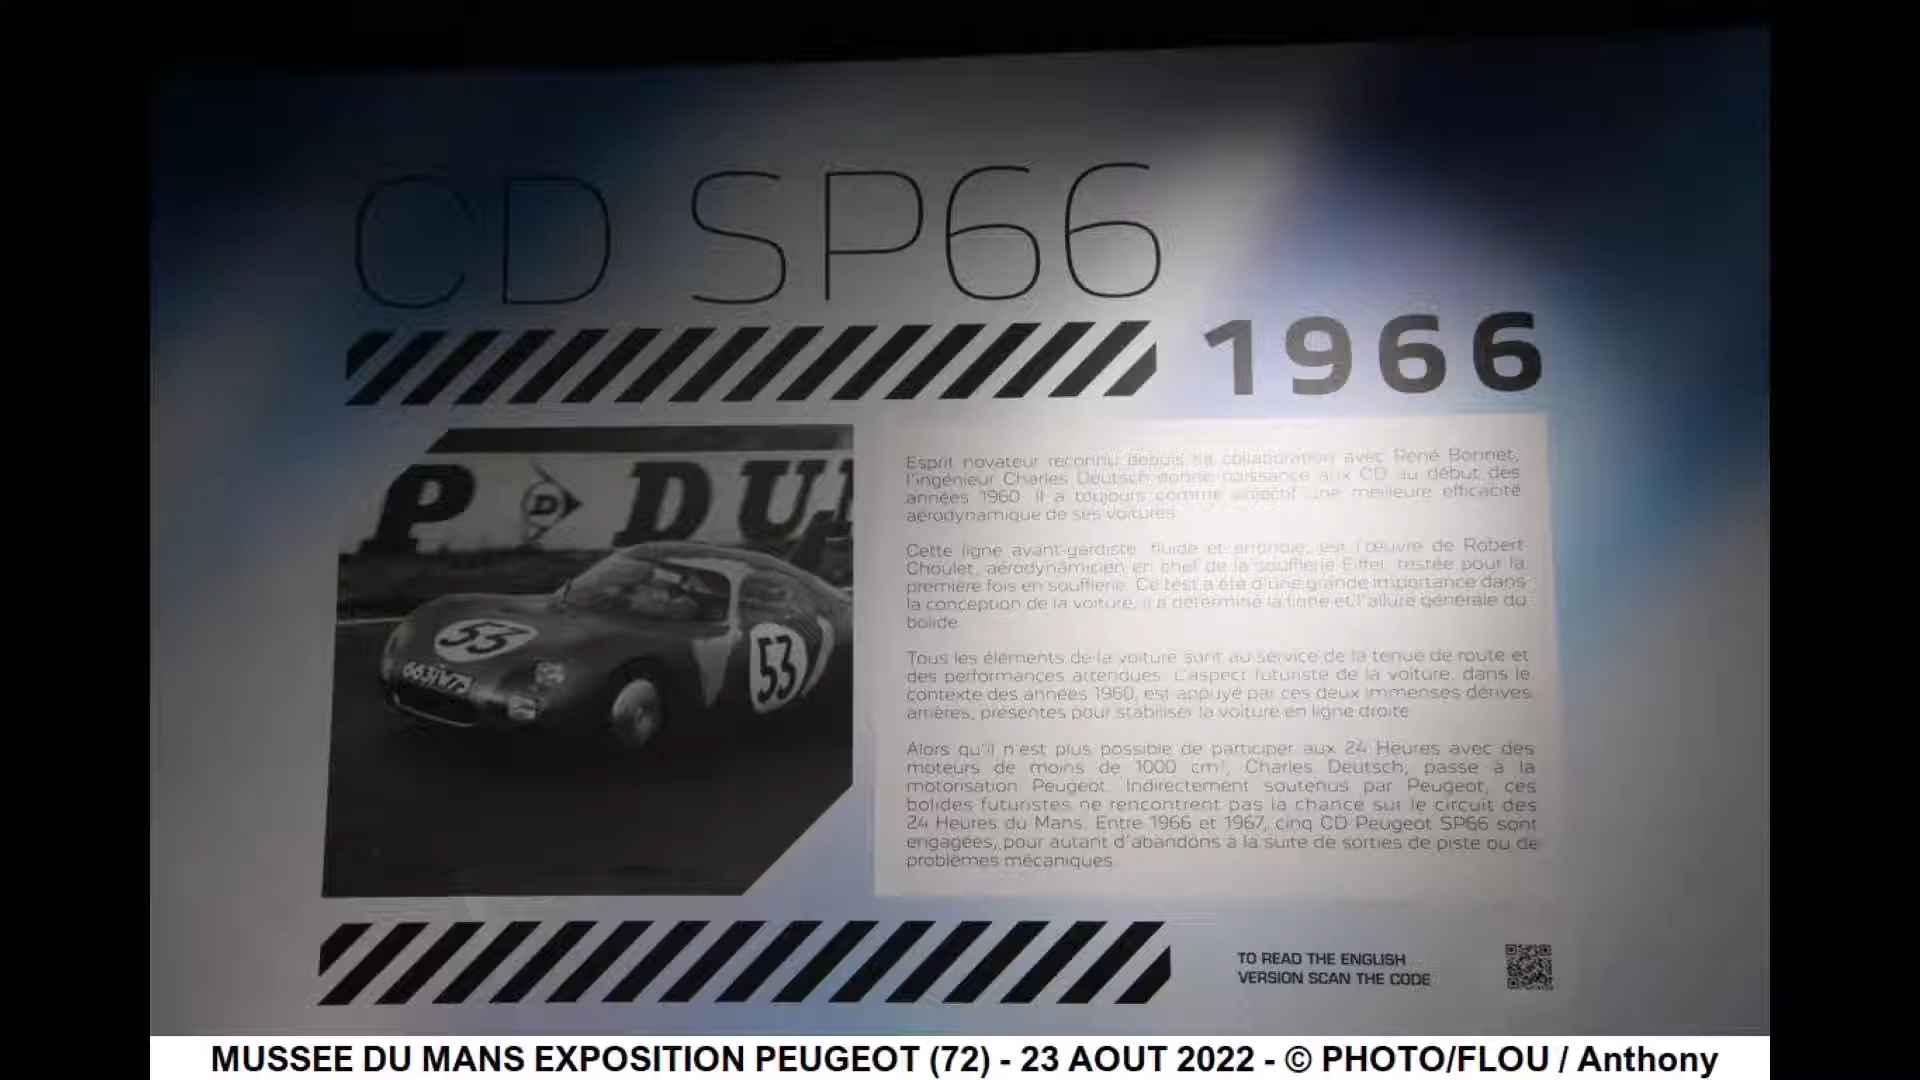 CD SP66
1966
P D DU
53
53
663 W75
Esprit novateur reconnu depuis sa collaboration avec René Bonnet,
l'ingénieur Charles Deutsch donne naissance aux CD au début des
années 1960. Il a toujours comme objectif une meilleure efficacité
aérodynamique de ses voitures.
Cette ligne avant-gardiste, fluide et arrondie, est l'œuvre de Robert
Choulet, aérodynamicien en chef de la soufflerie Eiffel, testée pour la
première fois en soufflerie. Ce test a été d'une grande importance dans
la conception de la voiture, il a déterminé la ligne et l'allure générale du
bolide.
Tous les éléments de la voiture sont au service de la tenue de route et
des performances attendues. L'aspect futuriste de la voiture, dans le
contexte des années 1960, est appuyé par ces deux immenses dérives
arrières, présentes pour stabiliser la voiture en ligne droite.
Alors qu'il n'est plus possible de participer aux 24 Heures avec des
moteurs de moins de 1000 cm³, Charles Deutsch, passe à la
motorisation Peugeot. Indirectement soutenus par Peugeot, ces
bolides futuristes ne rencontrent pas la chance sur le circuit des
24 Heures du Mans. Entre 1966 et 1967, cinq CD Peugeot SP66 sont
engagées, pour autant d'abandons à la suite de sorties de piste ou de
problèmes mécaniques.
TO READ THE ENGLISH
VERSION SCAN THE CODE
MUSSEE DU MANS EXPOSITION PEUGEOT (72) - 23 AOUT 2022 - © PHOTO/FLOU / Anthony